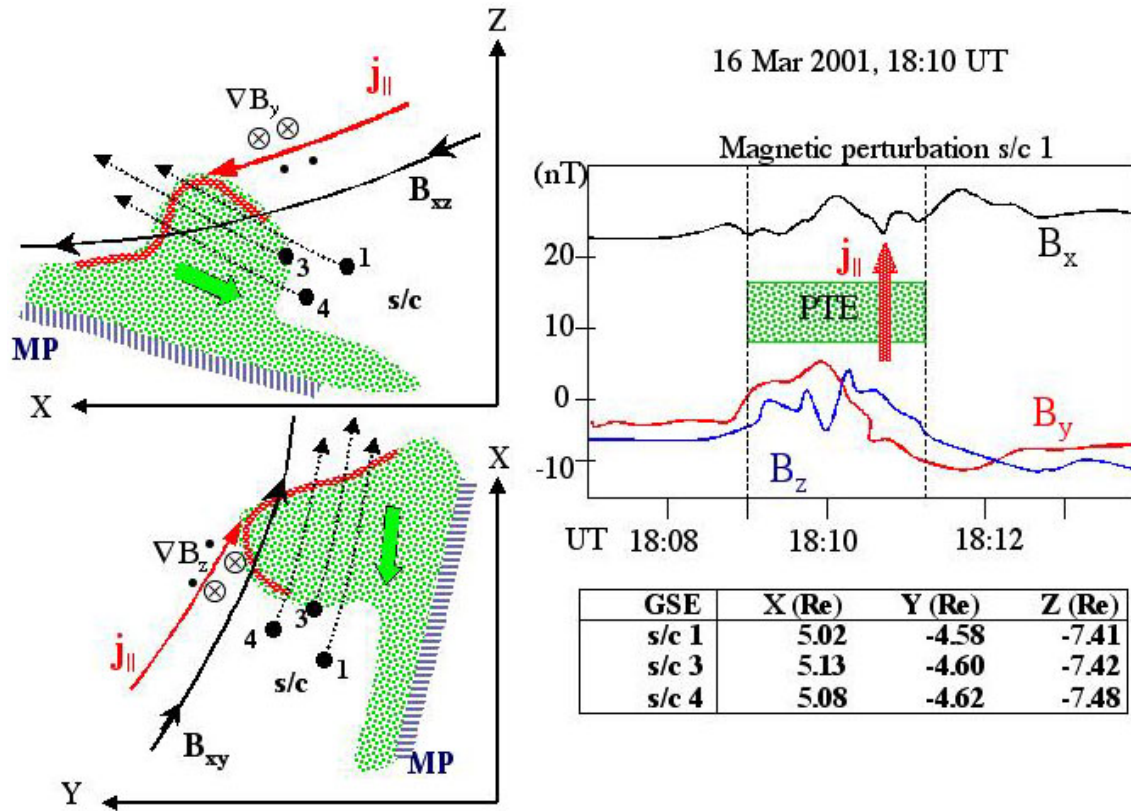 Z
j||
∇By
Bxz
1
3
4
s/c
MP
X
X
∇Bz
4
3
1
j||
s/c
Bxy
MP
Y
16 Mar 2001, 18:10 UT
Magnetic perturbation s/c 1
(nT)
20
10
0
-10
Bx
j||
PTE
By
Bz
UT 18:08 18:10 18:12
GSE X (Re) Y (Re) Z (Re)
s/c 1 5.02 -4.58 -7.41
s/c 3 5.13 -4.60 -7.42
s/c 4 5.08 -4.62 -7.48